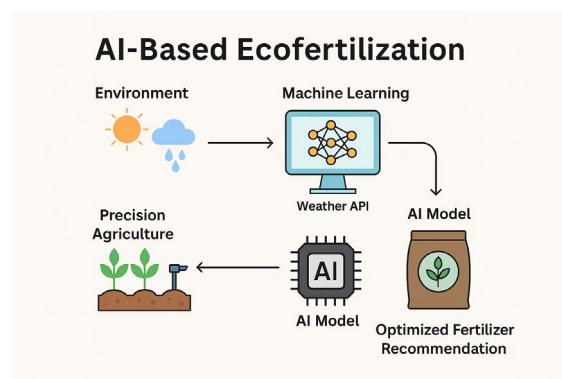 AI-Based Ecofertilization
Environment
Machine Learning
Weather API
AI Model
Optimized Fertilizer
Recommendation
AI
AI Model
Precision
Agriculture